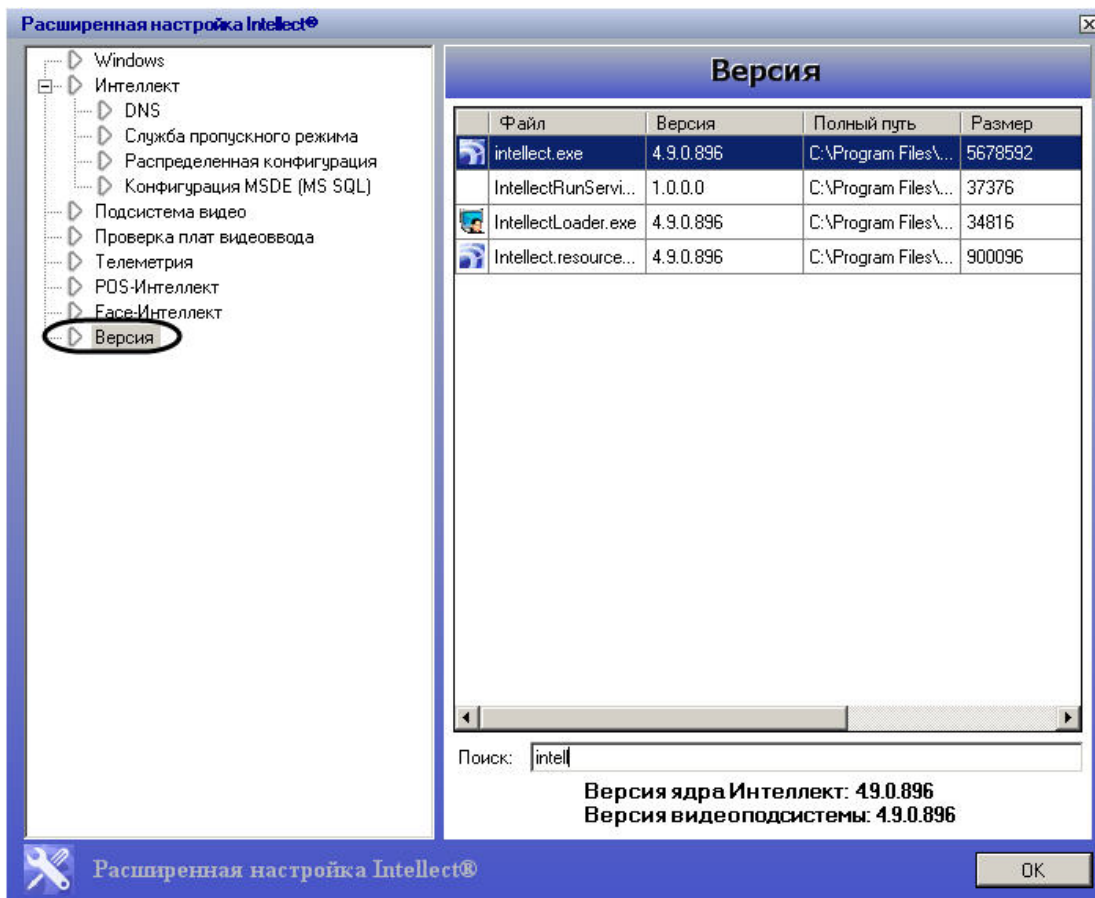 Расширенная настройка Intellect®
Windows
Интеллект
DNS
Служба пропускного режима
Распределенная конфигурация
Конфигурация MSDE (MS SQL)
Подсистема видео
Проверка плат видеоввода
Телеметрия
POS-Интеллект
Face-Интеллект
Версия
Версия
Файл Версия Полный путь Размер
intellect.exe 4.9.0.896 C:\Program Files\... 5678592
IntellectRunServi... 1.0.0.0 C:\Program Files\... 37376
IntellectLoader.exe 4.9.0.896 C:\Program Files\... 34816
Intellect.resource... 4.9.0.896 C:\Program Files\... 900096
Поиск: intell
Версия ядра Интеллект: 4.9.0.896
Версия видеоподсистемы: 4.9.0.896
Расширенная настройка Intellect®
OK